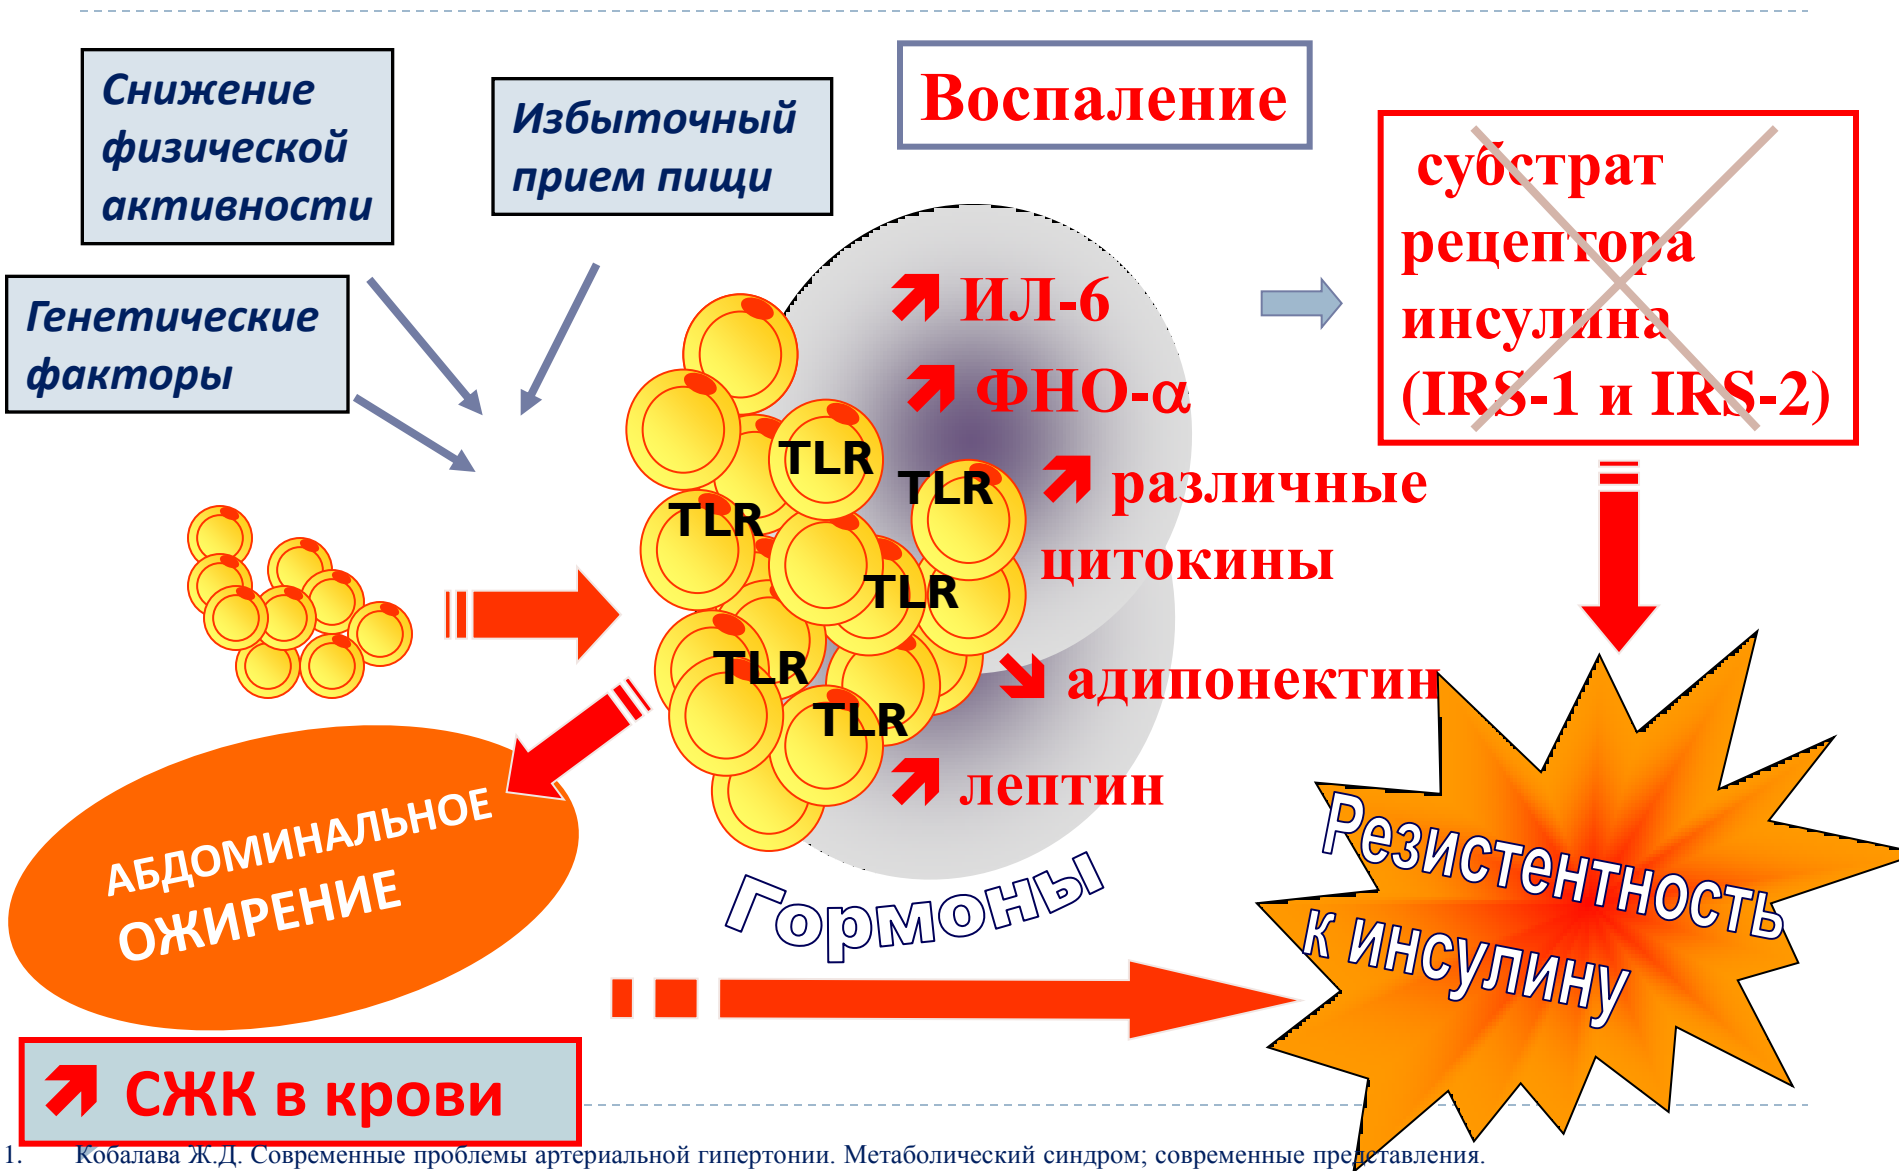 Снижение
физической
активности
Избыточный
прием пищи
Воспаление
Генетические
факторы
субстрат
рецептора
инсулина
(IRS-1 и IRS-2)
ИЛ-6
ФНО-α
различные
цитокины
адипонектин
лептин
TLR
TLR
TLR
TLR
TLR
TLR
АБДОМИНАЛЬНОЕ
ОЖИРЕНИЕ
Гормоны
Резистентность
к инсулину
СЖК в крови
1. Кобалава Ж.Д. Современные проблемы артериальной гипертонии. Метаболический синдром; современные представления.